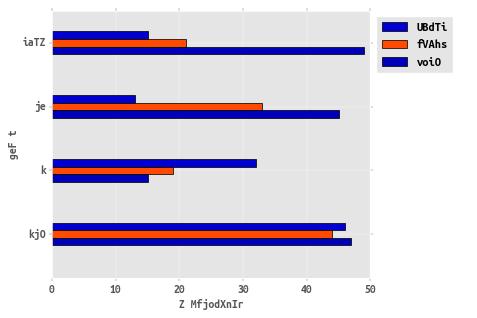 UBdTi
fVAhs
voiO
iaTZ
je
k
kjO
geF t
0 10 20 30 40 50
Z MfjodXnIr